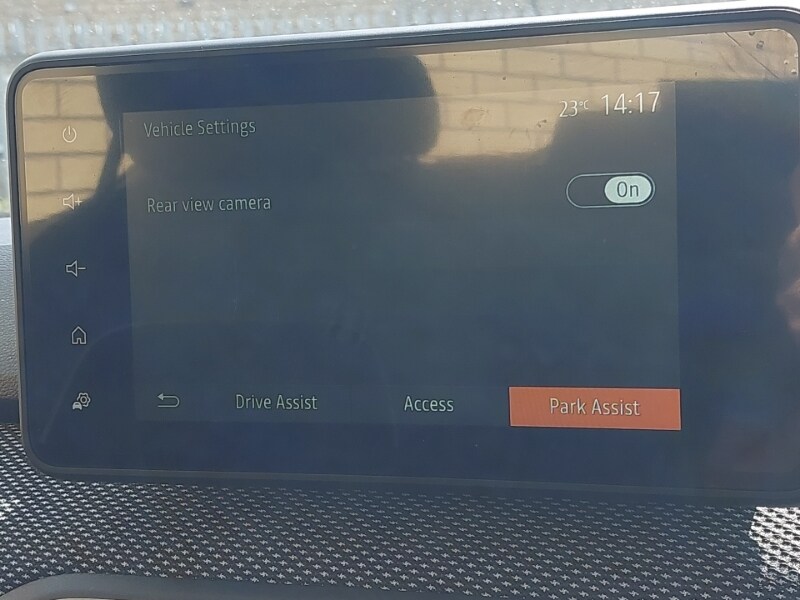 23°C 14:17
Vehicle Settings
Rear view camera On
Drive Assist Access Park Assist